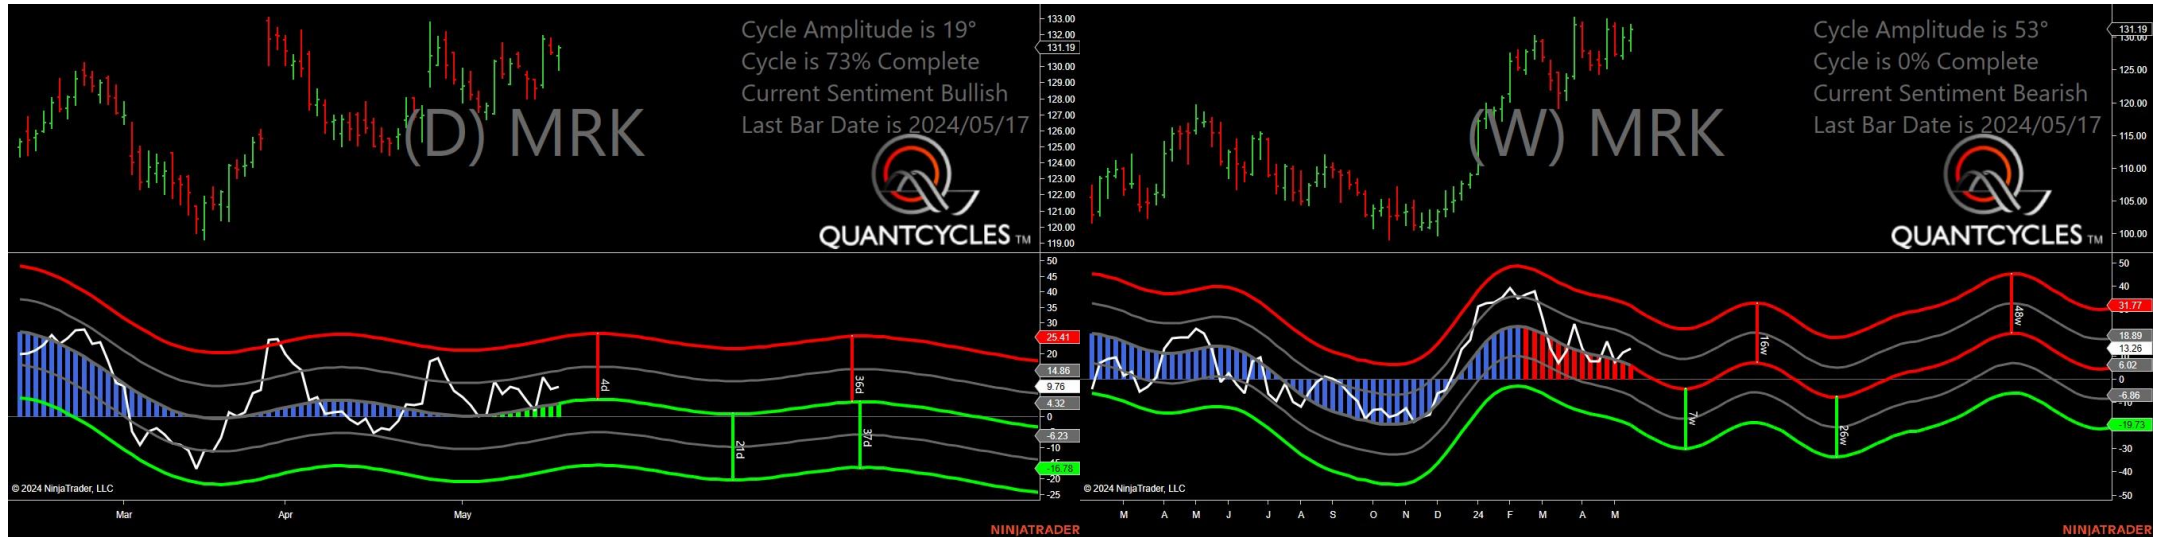 Cycle Amplitude is 19°
Cycle is 73% Complete
Current Sentiment Bullish
Last Bar Date is 2024/05/17
(D) MRK
QUANTCYCLES TM
133.00
132.00
131.19
130.00
129.00
128.00
127.00
126.00
125.00
124.00
123.00
122.00
121.00
120.00
119.00
50
45
40
35
30
25.41
20
14.86
9.76
4.32
0
-6.23
-10
-16.78
-20
-25
4d
21d
36d
37d
© 2024 NinjaTrader, LLC
Mar
Apr
May
NINJATRADER
Cycle Amplitude is 53°
Cycle is 0% Complete
Current Sentiment Bearish
Last Bar Date is 2024/05/17
(W) MRK
QUANTCYCLES TM
131.19
130.00
125.00
120.00
115.00
110.00
105.00
100.00
50
40
31.77
18.89
13.26
6.02
0
-6.86
-19.73
-30
-40
-50
7w
16w
26w
48w
© 2024 NinjaTrader, LLC
M A M J J A S O N D 24 F M A M
NINJATRADER